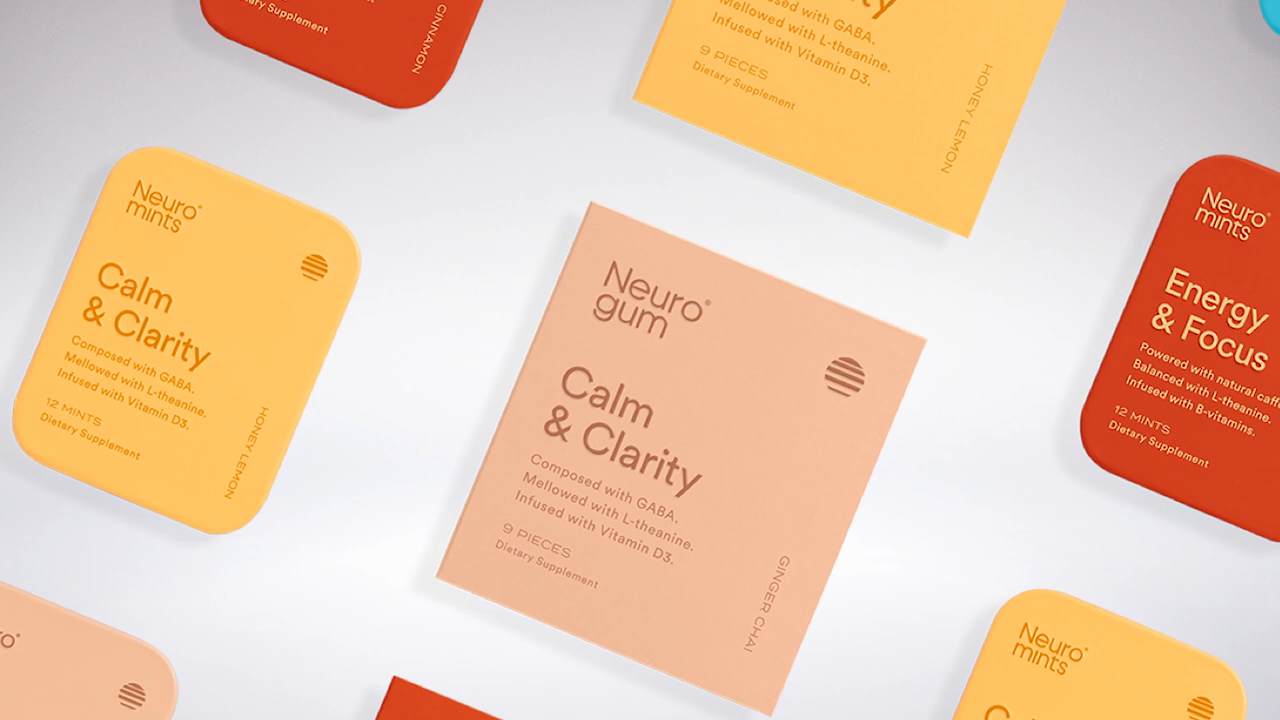 Dietary Supplement
CINNAMON
Composed with GABA.
Mellowed with L-theanine.
Infused with Vitamin D3.
9 PIECES
Dietary Supplement
HONEY LEMON
Neuro®
mints
Calm
& Clarity
Composed with GABA.
Mellowed with L-theanine.
Infused with Vitamin D3.
12 MINTS
Dietary Supplement
HONEY LEMON
Neuro®
gum
Calm
& Clarity
Composed with GABA.
Mellowed with L-theanine.
Infused with Vitamin D3.
9 PIECES
Dietary Supplement
GINGER CHAI
Neuro®
mints
Energy
& Focus
Powered with natural caff
Balanced with L-theanine.
Infused with B-vitamins.
12 MINTS
Dietary Supplement
Neuro®
mints